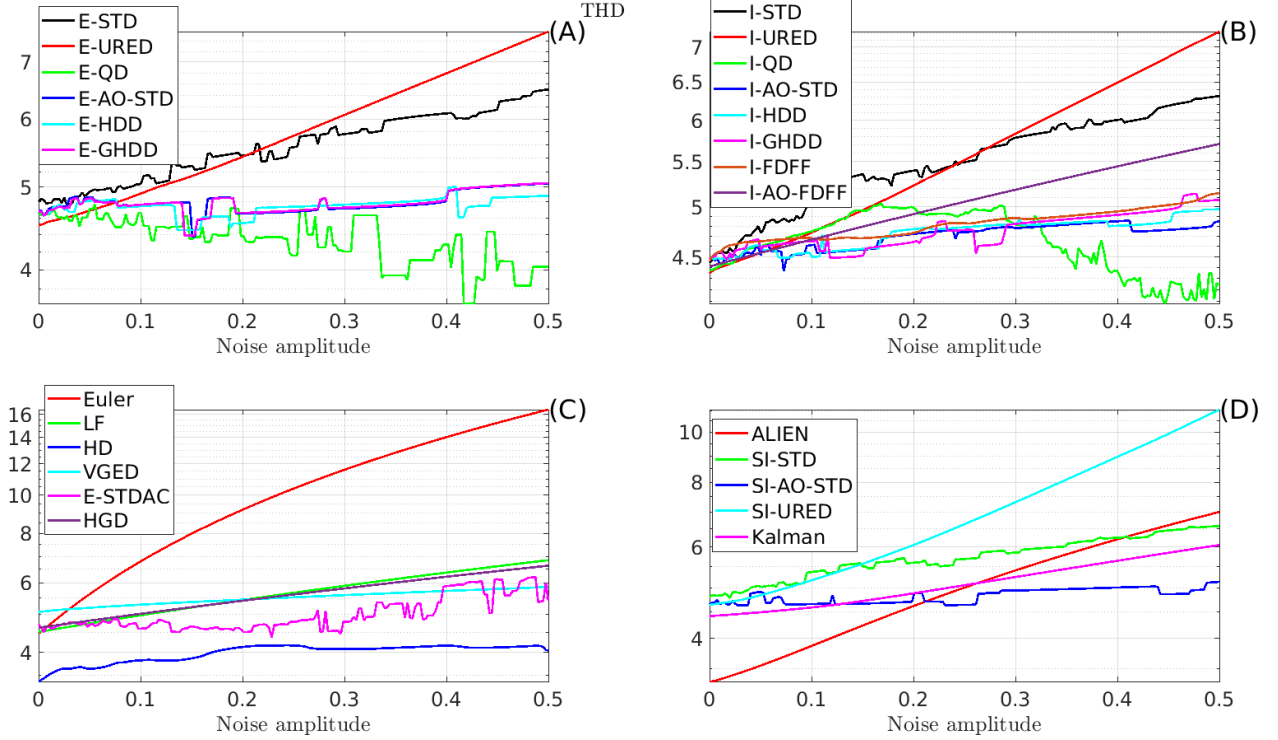 THD
E-STD
E-URED
E-QD
E-AO-STD
E-HDD
E-GHDD
(A)
7
6
5
4
0
0.1
0.2
0.3
0.4
0.5
Noise amplitude
I-STD
I-URED
I-QD
I-AO-STD
I-HDD
I-GHDD
I-FDFF
I-AO-FDFF
(B)
7
6.5
6
5.5
5
4.5
0
0.1
0.2
0.3
0.4
0.5
Noise amplitude
Euler
LF
HD
VGED
E-STDAC
HGD
(C)
16
14
12
10
8
6
4
0
0.1
0.2
0.3
0.4
0.5
Noise amplitude
ALIEN
SI-STD
SI-AO-STD
SI-URED
Kalman
(D)
10
8
6
4
0
0.1
0.2
0.3
0.4
0.5
Noise amplitude